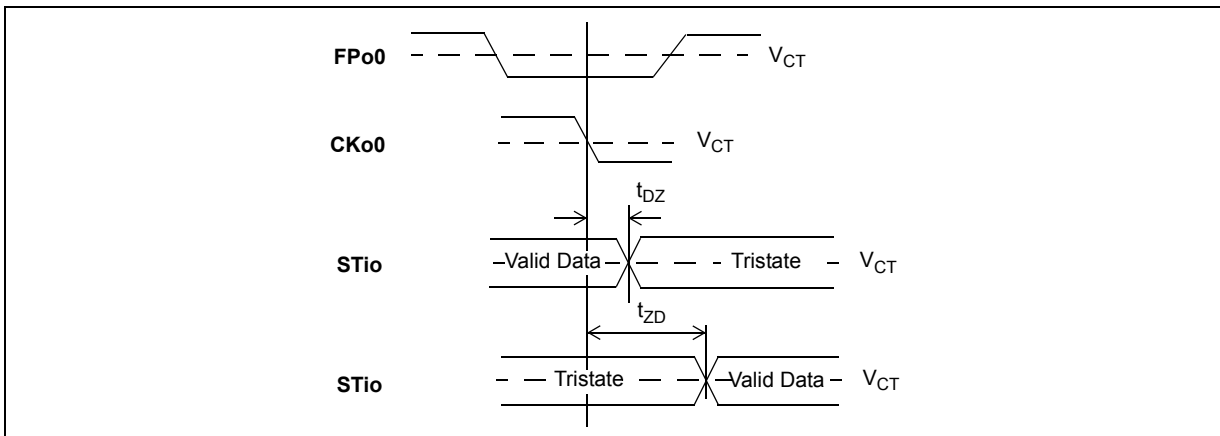 FPo0
V_CT
CKo0
V_CT
t_DZ
STio Valid Data Tristate V_CT
t_ZD
STio Tristate Valid Data V_CT